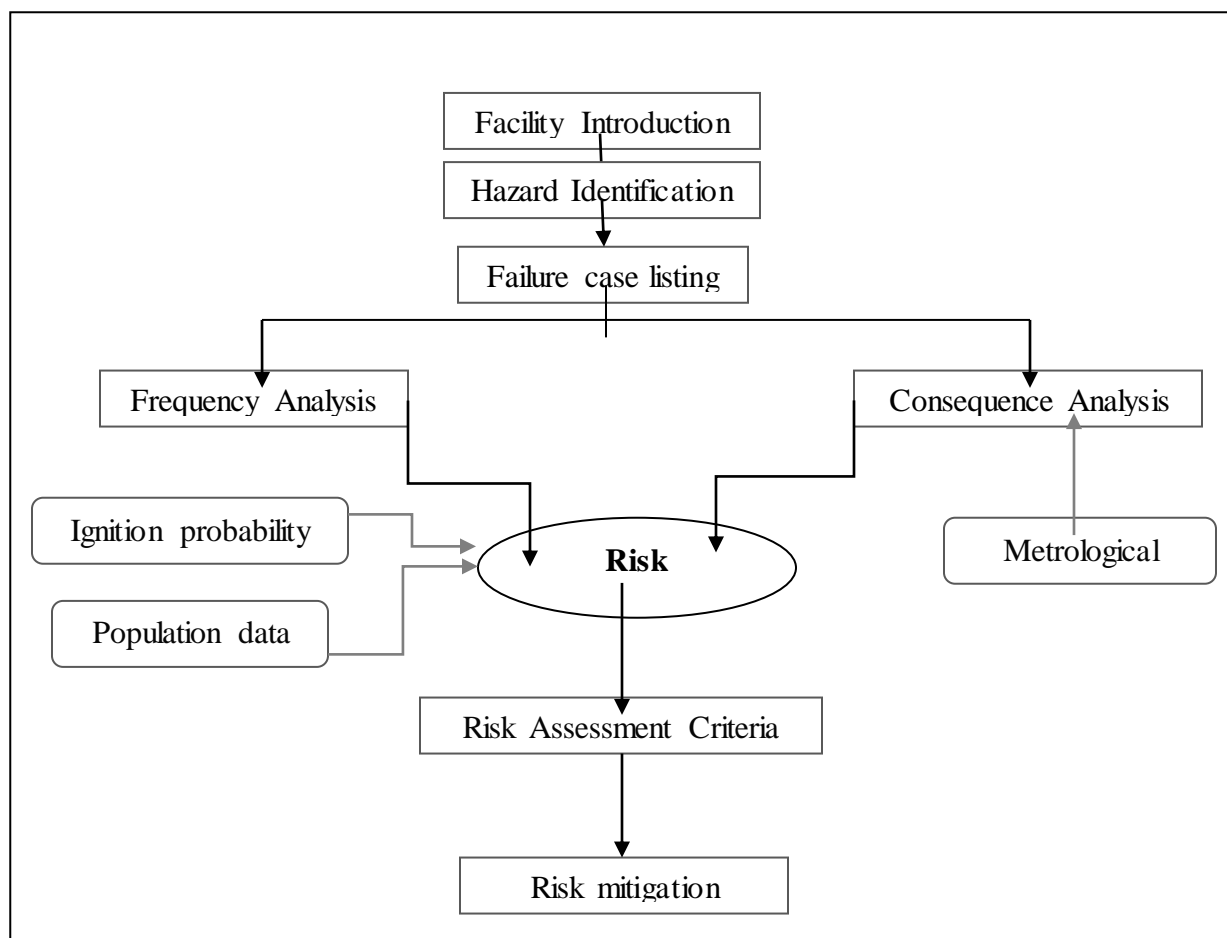 Facility Introduction
Hazard Identification
Failure case listing
Frequency Analysis
Consequence Analysis
Ignition probability
Risk
Metrological
Population data
Risk Assessment Criteria
Risk mitigation